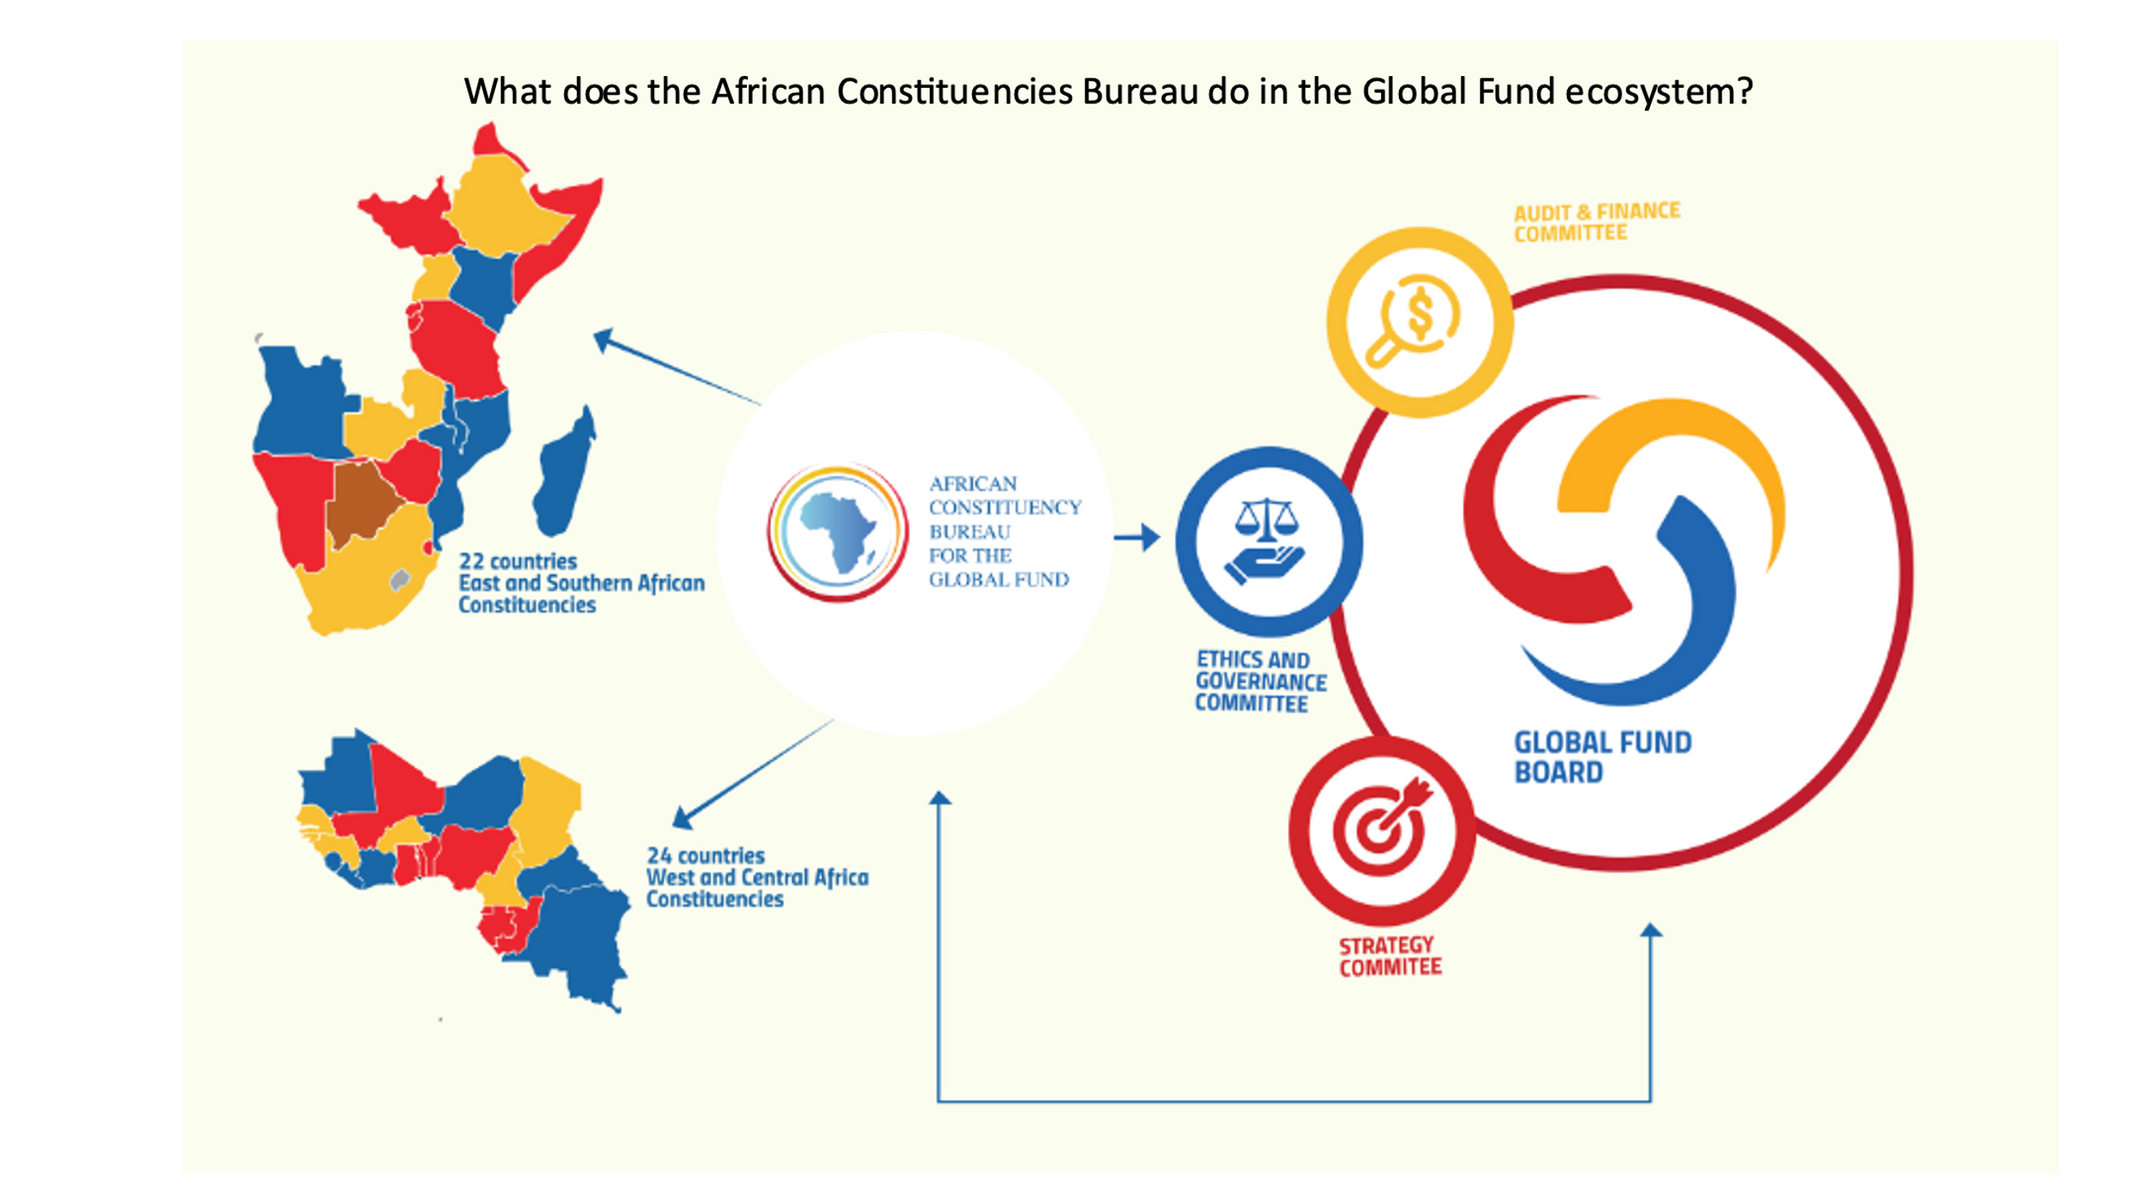 What does the African Constituencies Bureau do in the Global Fund ecosystem?
22 countries
East and Southern African
Constituencies
AFRICAN
CONSTITUENCY
BUREAU
FOR THE
GLOBAL FUND
24 countries
West and Central Africa
Constituencies
AUDIT & FINANCE
COMMITTEE
$
ETHICS AND
GOVERNANCE
COMMITTEE
STRATEGY
COMMITEE
GLOBAL FUND
BOARD